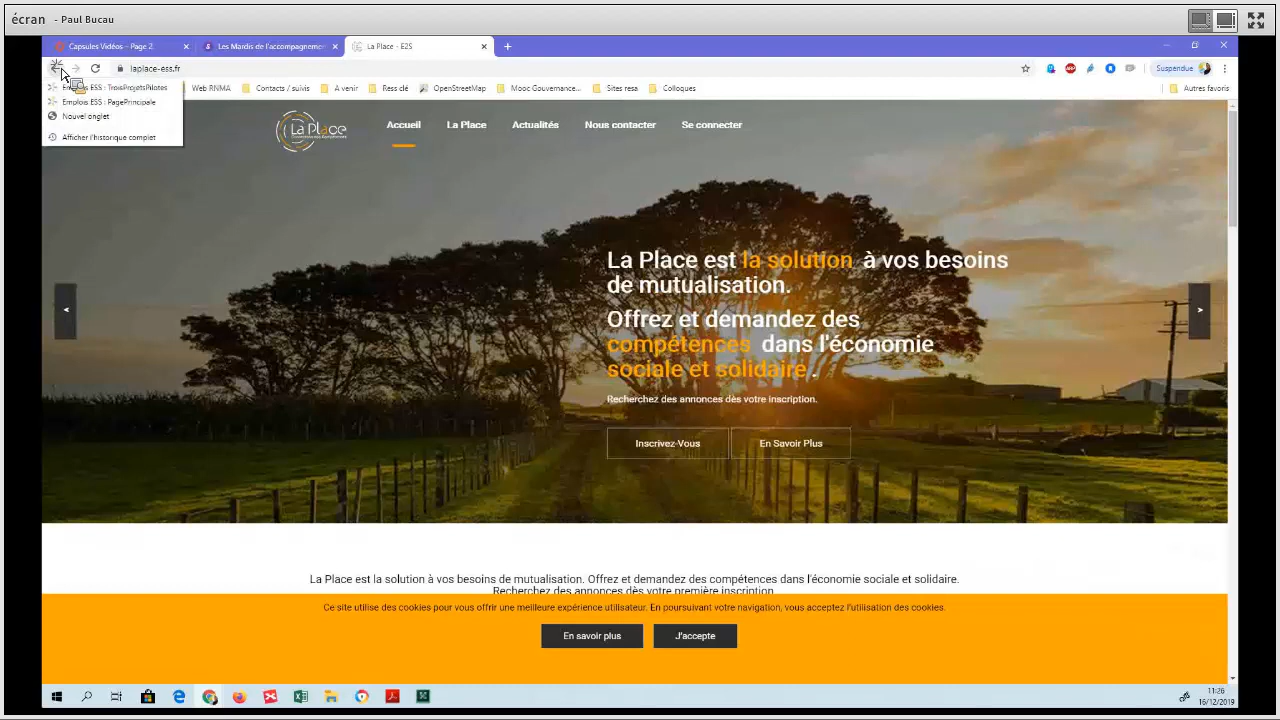 écran - Paul Bucau
Capsules Vidéos – Page 2
Les Mardis de l'accompagneme
La Place - E2S
laplace-ess.fr
Suspendue
Emplois ESS : TroisProjetsPilotes
Web RNMA
Contacts / suivis
A venir
Ress clé
OpenStreetMap
Mooc Gouvernance...
Sites resa
Colloques
Autres favoris
Emplois ESS : PagePrincipale
Nouvel onglet
Afficher l'historique complet
La Place
Accueil
La Place
Actualités
Nous contacter
Se connecter
La Place est la solution à vos besoins
de mutualisation.
Offrez et demandez des
compétences dans l'économie
sociale et solidaire .
Recherchez des annonces dès votre inscription.
Inscrivez-Vous
En Savoir Plus
La Place est la solution à vos besoins de mutualisation. Offrez et demandez des compétences dans l'économie sociale et solidaire.
Recherchez des annonces dès votre première inscription
Ce site utilise des cookies pour vous offrir une meilleure expérience utilisateur. En poursuivant votre navigation, vous acceptez l'utilisation des cookies.
En savoir plus
J'accepte
11:26
16/12/2019